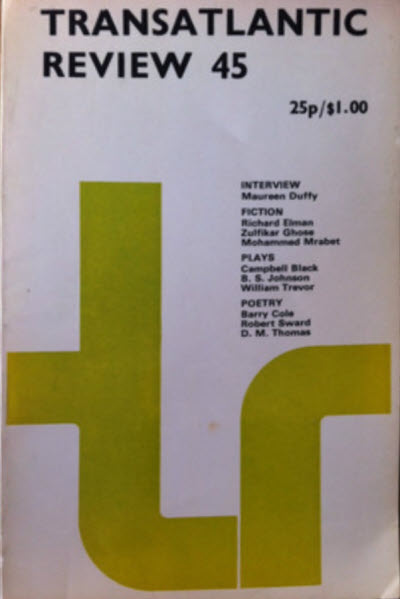 TRANSATLANTIC
REVIEW 45
25p/$1.00
INTERVIEW
Maureen Duffy
FICTION
Richard Elman
Zulfikar Ghose
Mohammed Mrabet
PLAYS
Campbell Black
B. S. Johnson
William Trevor
POETRY
Barry Cole
Robert Sward
D. M. Thomas
tr